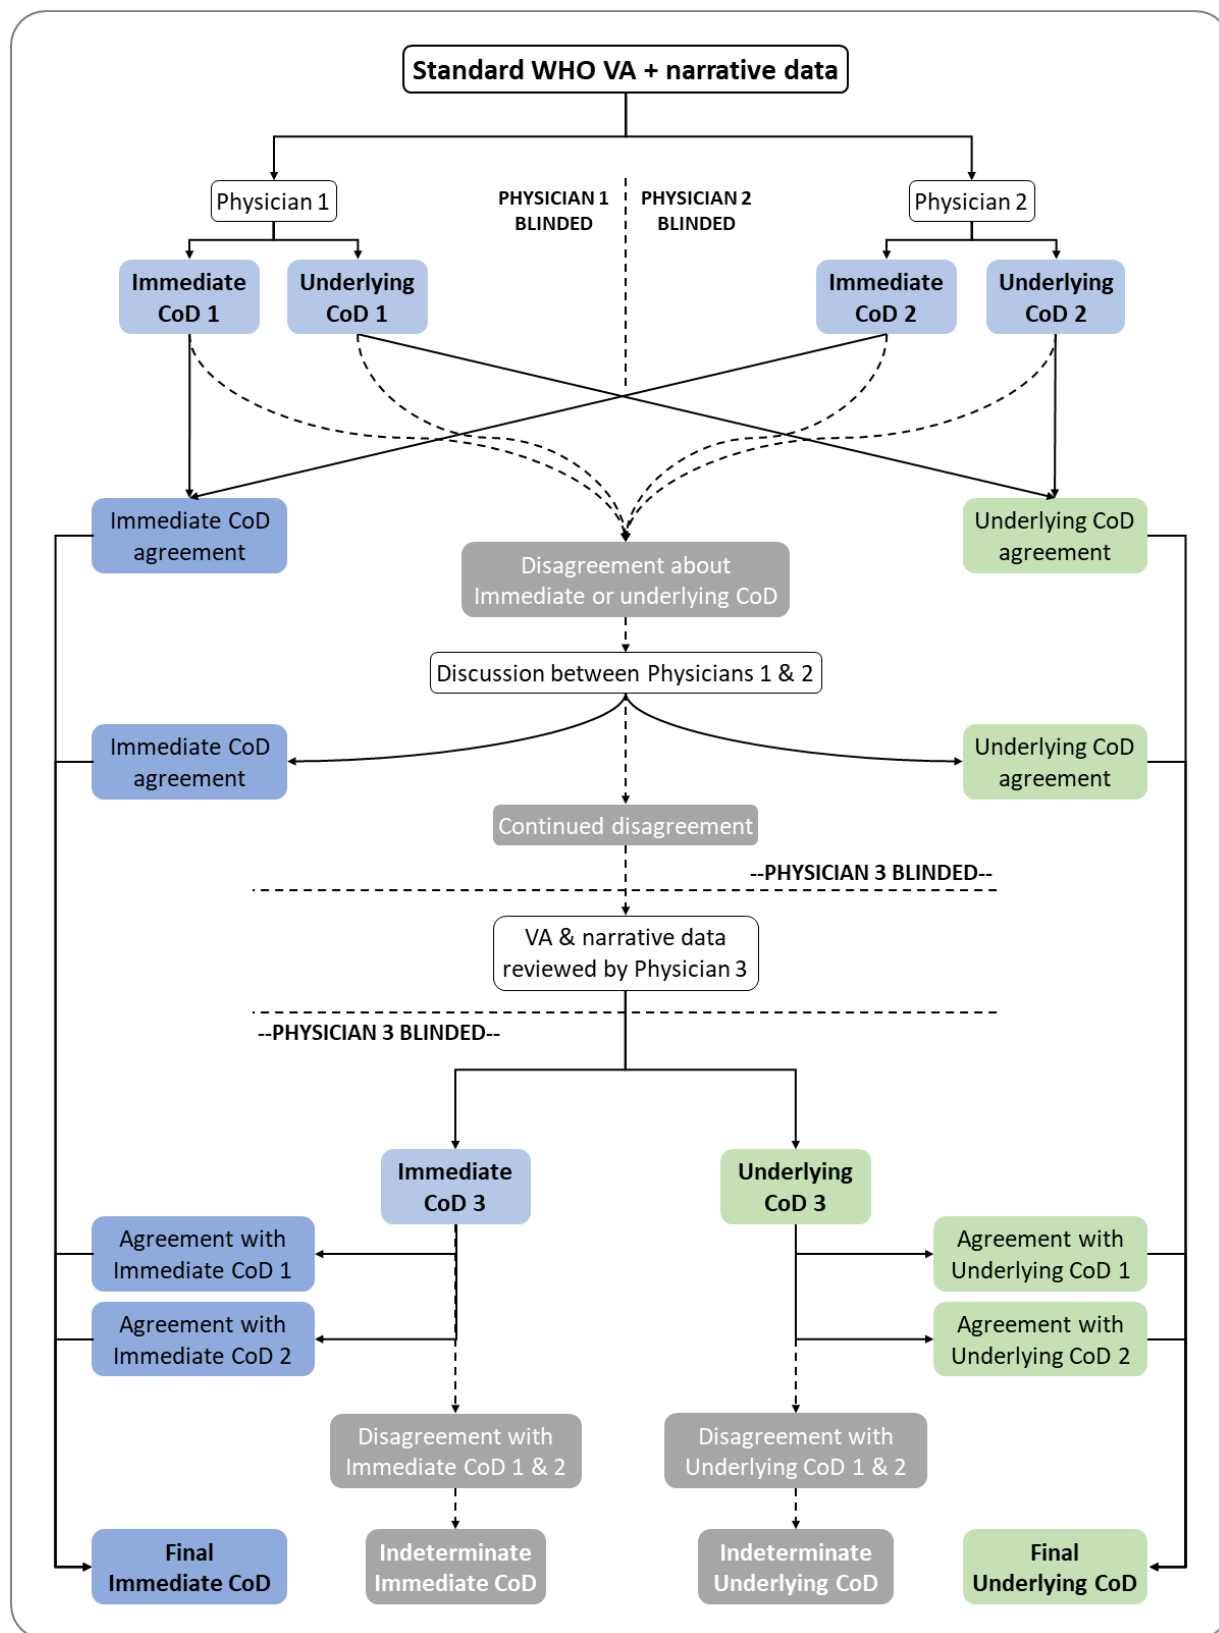 Standard WHO VA + narrative data
Physician 1
PHYSICIAN 1
BLINDED
PHYSICIAN 2
BLINDED
Physician 2
Immediate
CoD 1
Underlying
CoD 1
Immediate
CoD 2
Underlying
CoD 2
Immediate CoD
agreement
Underlying CoD
agreement
Disagreement about
Immediate or underlying CoD
Discussion between Physicians 1 & 2
Immediate CoD
agreement
Underlying CoD
agreement
Continued disagreement
--PHYSICIAN 3 BLINDED--
VA & narrative data
reviewed by Physician 3
--PHYSICIAN 3 BLINDED--
Immediate
CoD 3
Underlying
CoD 3
Agreement with
Immediate CoD 1
Agreement with
Underlying CoD 1
Agreement with
Immediate CoD 2
Agreement with
Underlying CoD 2
Disagreement with
Immediate CoD 1 & 2
Disagreement with
Underlying CoD 1 & 2
Final
Immediate CoD
Indeterminate
Immediate CoD
Indeterminate
Underlying CoD
Final
Underlying CoD